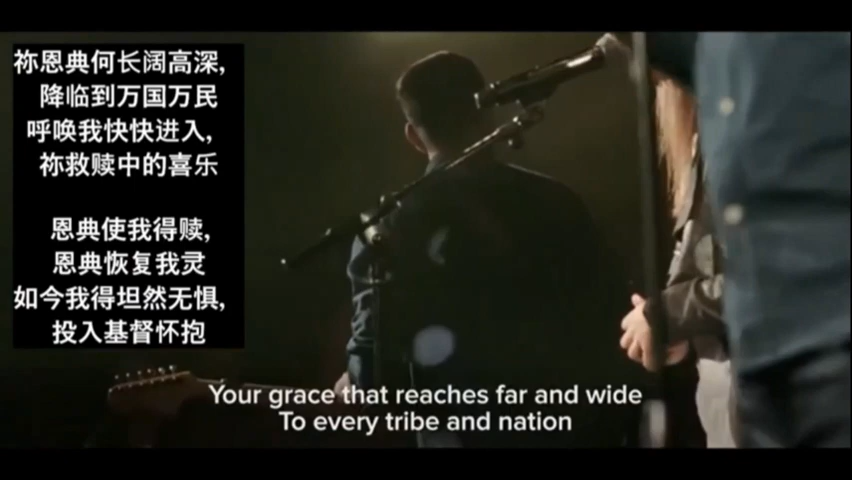 祢恩典何长阔高深,
降临到万国万民
呼唤我快快进入,
祢救赎中的喜乐
恩典使我得赎,
恩典恢复我灵
如今我得坦然无惧,
投入基督怀抱
Your grace that reaches far and wide
To every tribe and nation